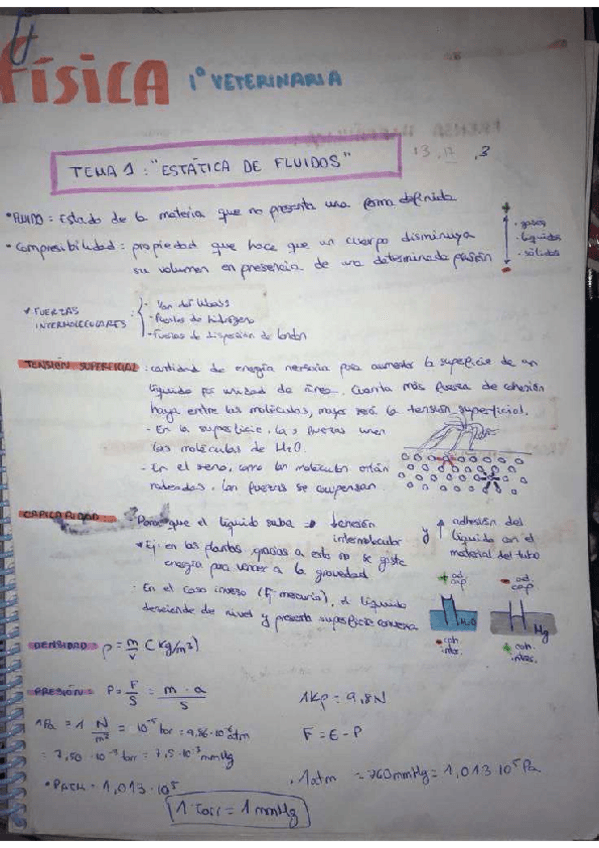 Física 1º VETERINARIA
TEMA 1: "ESTÁTICA DE FLUIDOS"
• FLUIDO: Estado de la materia que no presenta una forma definida
• Compresibilidad: propiedad que hace que un cuerpo disminuya
su volumen en presencia de una determinada presión
+
- gases
- líquidos
- sólidos
-
* FUERZAS
INTERMOLECULARES
- Van der Waals
- Puentes de hidrógeno
- Fuerzas de dispersión de London
TENSIÓN SUPERFICIAL: cantidad de energía necesaria para aumentar la superficie de un
líquido por unidad de área. Cuanta más fuerza de cohesión
haya entre las moléculas, mayor será la tensión superficial.
- En la superficie, las fuerzas unen
las moléculas de H2O.
- En el seno, como las moléculas están
rodeadas, las fuerzas se compensan
CAPILARIDAD
Para que el líquido suba → tensión
intermolecular y ↑ adhesión del
líquido con el
material del tubo
* Ej: en las plantas gracias a esto no se gasta
energía para vencer a la gravedad
- En el caso inverso (Ej mercurio), el líquido
desciende de nivel y presenta superficie convexa
+ ad. cap
- ad. cap
H2O
Hg
- coh. inter.
+ coh. inter.
DENSIDAD ρ = m/v (kg/m3)
PRESIÓN: P = F/S = m · a/S
1Kp = 9,8N
1Pa = 1 N/m2 = 10^-5 bar = 9,86·10^-6 atm
F = E - P
= 7,50·10^-3 torr = 7,5·10^-3 mmHg
1 atm = 760mmHg = 1,013·10^5 Pa
• PATM = 1,013·10^5
1 Torr = 1 mmHg